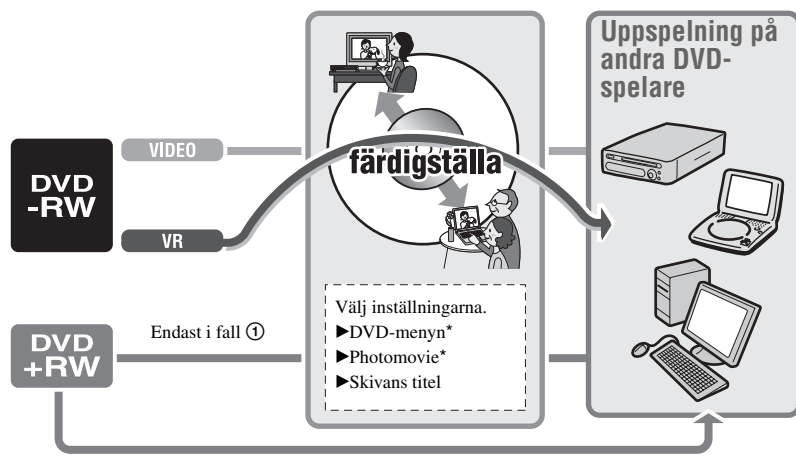 Uppspelning på
andra DVD-
spelare
DVD
-RW
VIDEO
VR
färdigställa
Välj inställningarna.
►DVD-menyn*
►Photomovie*
►Skivans titel
DVD
+RW
Endast i fall ①